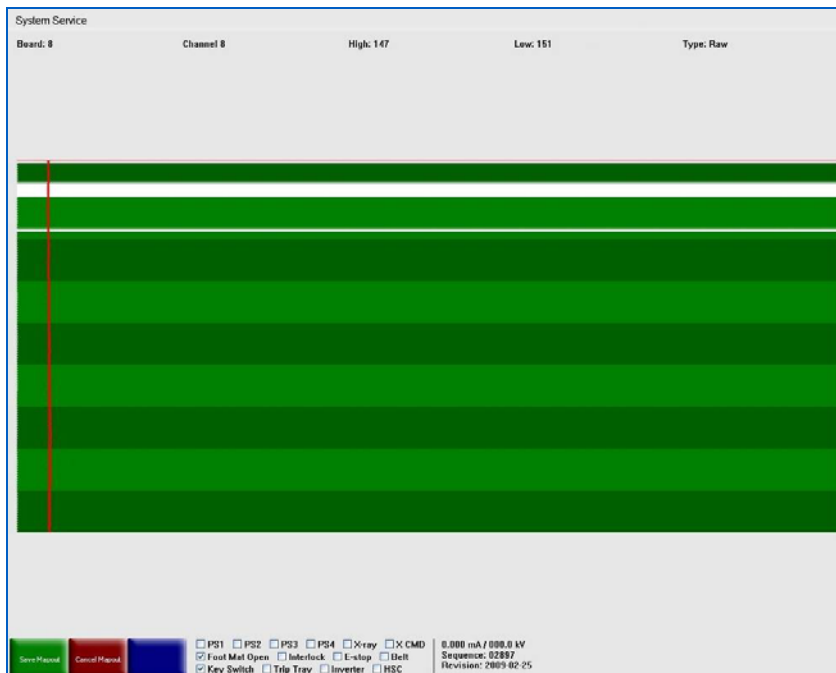 System Service
Board: 8 Channel 8 High: 147 Low: 151 Type: Raw
Save Mapout Cancel Mapout
PS1 PS2 PS3 PS4 X-ray X CMD
Foot Mat Open Interlock E-stop Belt
Key Switch Trip Tray Inverter HSC
0.000 mA / 000.0 kV
Sequence: 02897
Revision: 2009-02-25